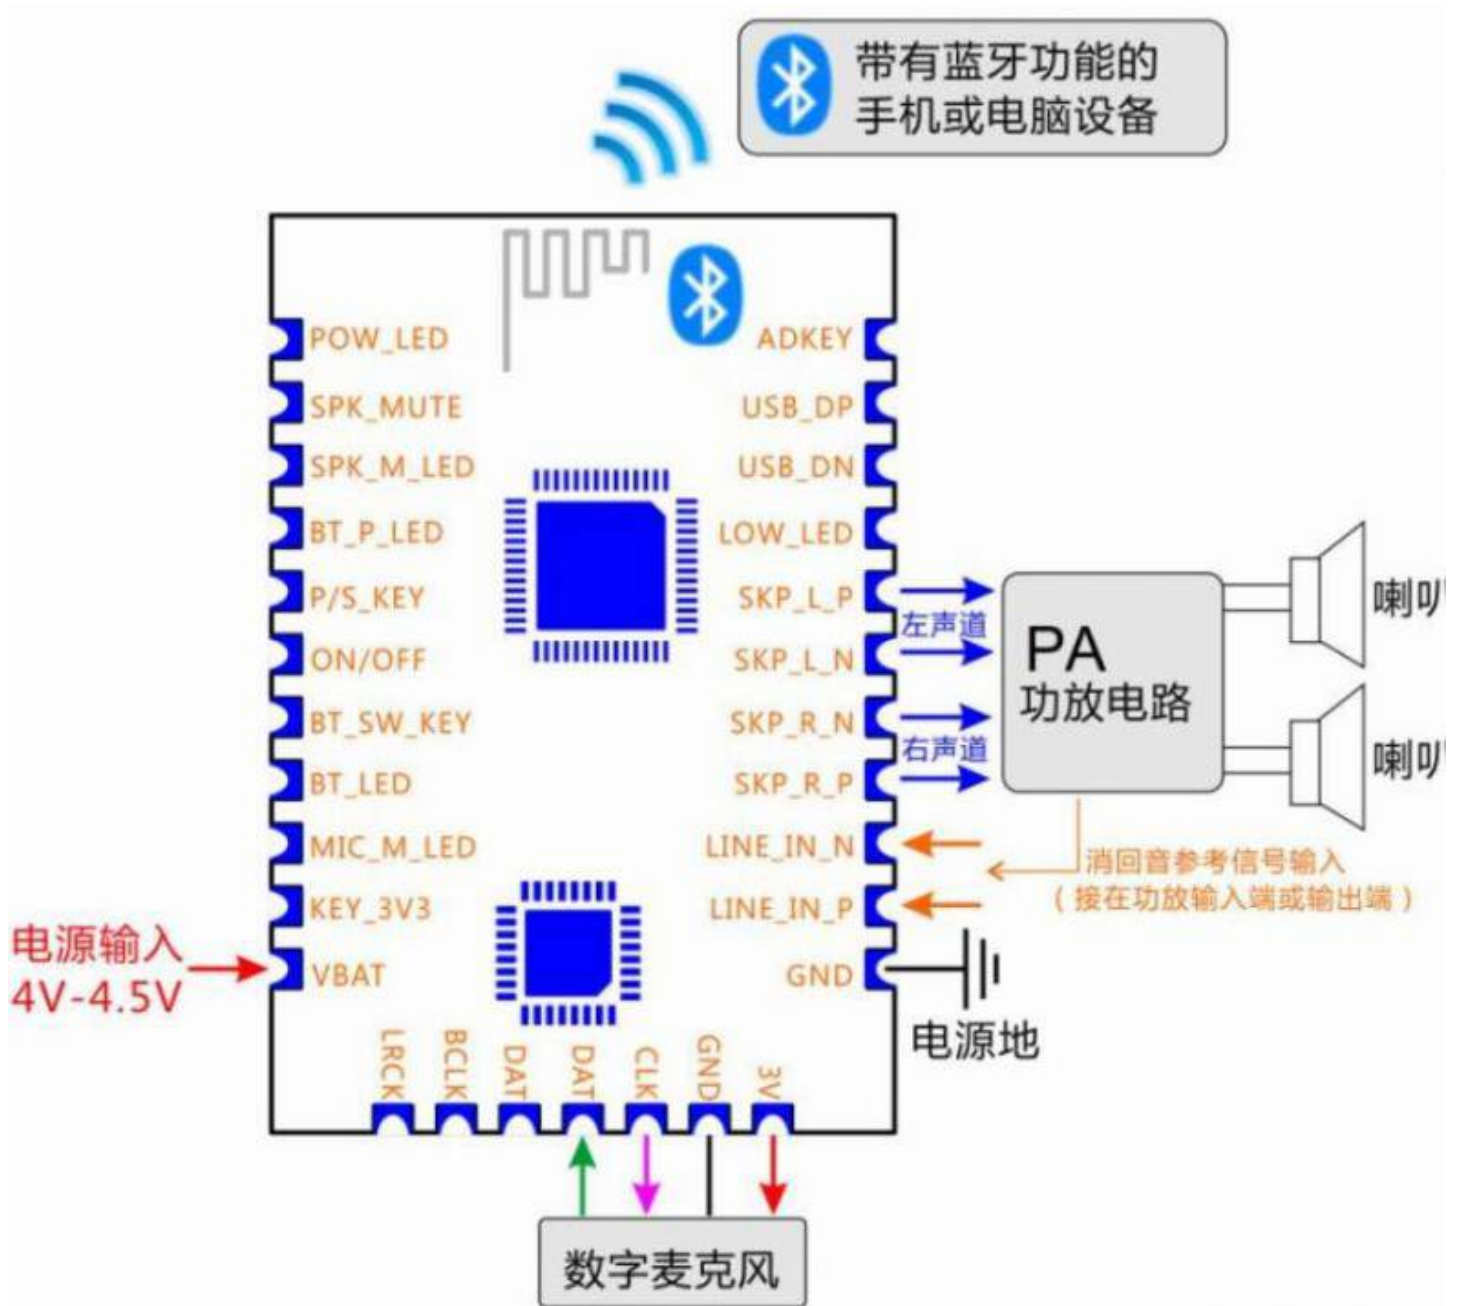 带有蓝牙功能的
手机或电脑设备
POW_LED
SPK_MUTE
SPK_M_LED
BT_P_LED
P/S_KEY
ON/OFF
BT_SW_KEY
BT_LED
MIC_M_LED
KEY_3V3
VBAT
电源输入
4V-4.5V
ADKEY
USB_DP
USB_DN
LOW_LED
SKP_L_P
SKP_L_N
SKP_R_N
SKP_R_P
LINE_IN_N
LINE_IN_P
GND
左声道
右声道
PA
功放电路
喇叭
喇叭
消回音参考信号输入
（接在功放输入端或输出端）
电源地
LRCK
BCLK
DAT
DAT
CLK
GND
3V
数字麦克风